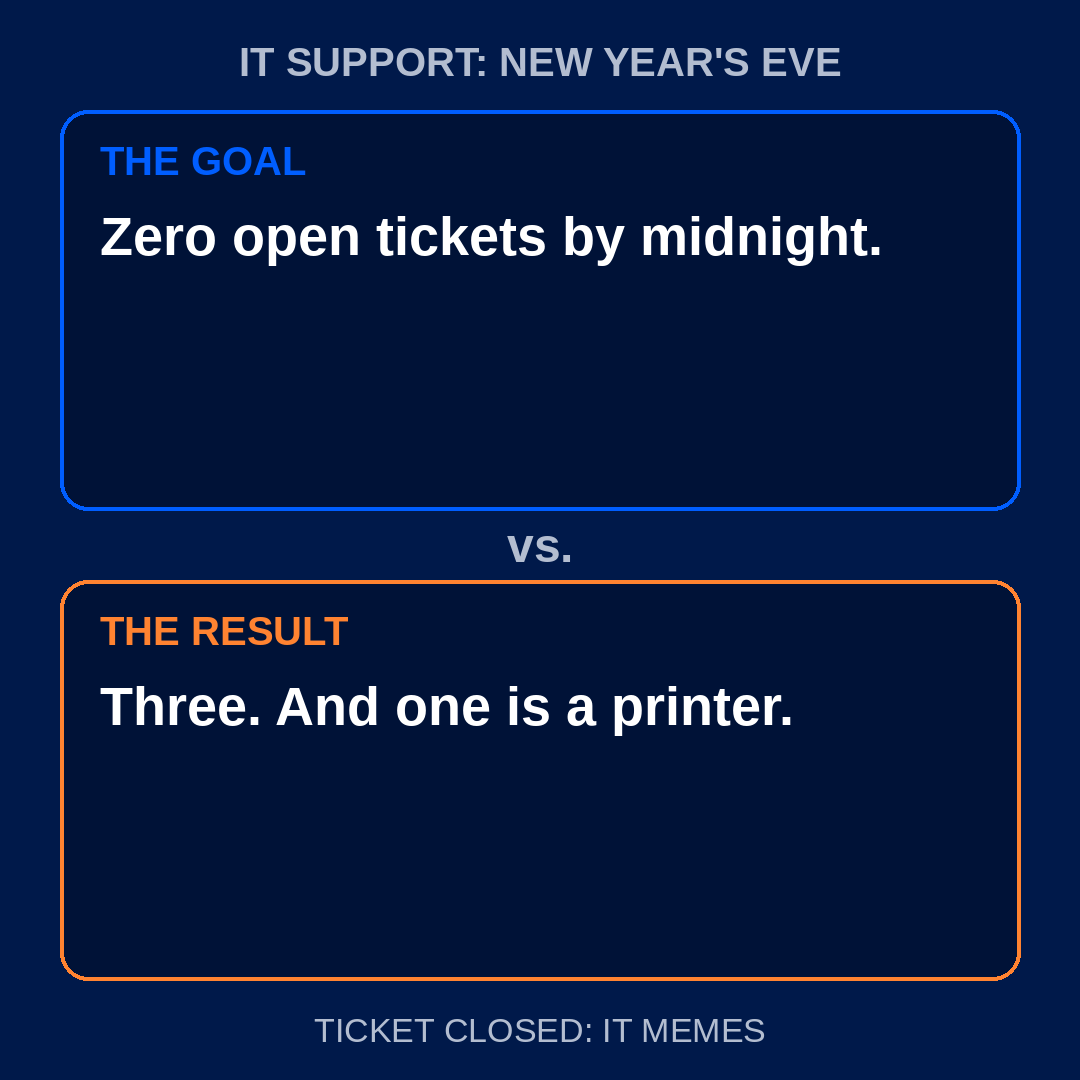 IT SUPPORT: NEW YEAR'S EVE
THE GOAL
Zero open tickets by midnight.
vs.
THE RESULT
Three. And one is a printer.
TICKET CLOSED: IT MEMES